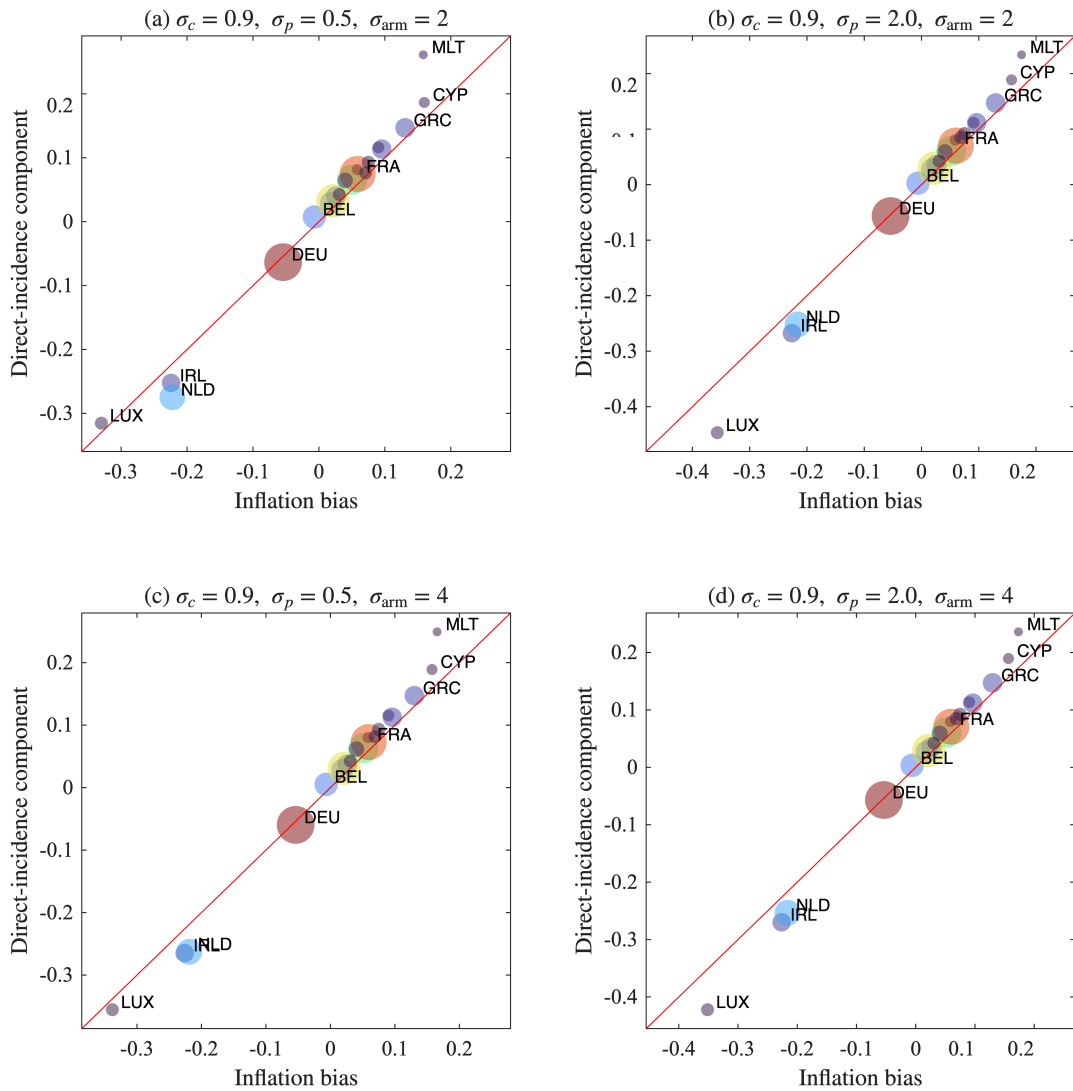 (a) σc = 0.9, σp = 0.5, σarm = 2
Direct-incidence component
0.2
0.1
0
-0.1
-0.2
-0.3
MLT
CYP
GRC
FRA
BEL
DEU
IRL
NLD
LUX
-0.3 -0.2 -0.1 0 0.1 0.2
Inflation bias
(b) σc = 0.9, σp = 2.0, σarm = 2
Direct-incidence component
0.2
0.1
0
-0.1
-0.2
-0.3
-0.4
MLT
CYP
GRC
FRA
BEL
DEU
NLD
IRL
LUX
-0.4 -0.3 -0.2 -0.1 0 0.1 0.2
Inflation bias
(c) σc = 0.9, σp = 0.5, σarm = 4
Direct-incidence component
0.2
0.1
0
-0.1
-0.2
-0.3
MLT
CYP
GRC
FRA
BEL
DEU
IRL
NLD
LUX
-0.3 -0.2 -0.1 0 0.1 0.2
Inflation bias
(d) σc = 0.9, σp = 2.0, σarm = 4
Direct-incidence component
0.2
0.1
0
-0.1
-0.2
-0.3
-0.4
MLT
CYP
GRC
FRA
BEL
DEU
NLD
IRL
LUX
-0.4 -0.3 -0.2 -0.1 0 0.1 0.2
Inflation bias